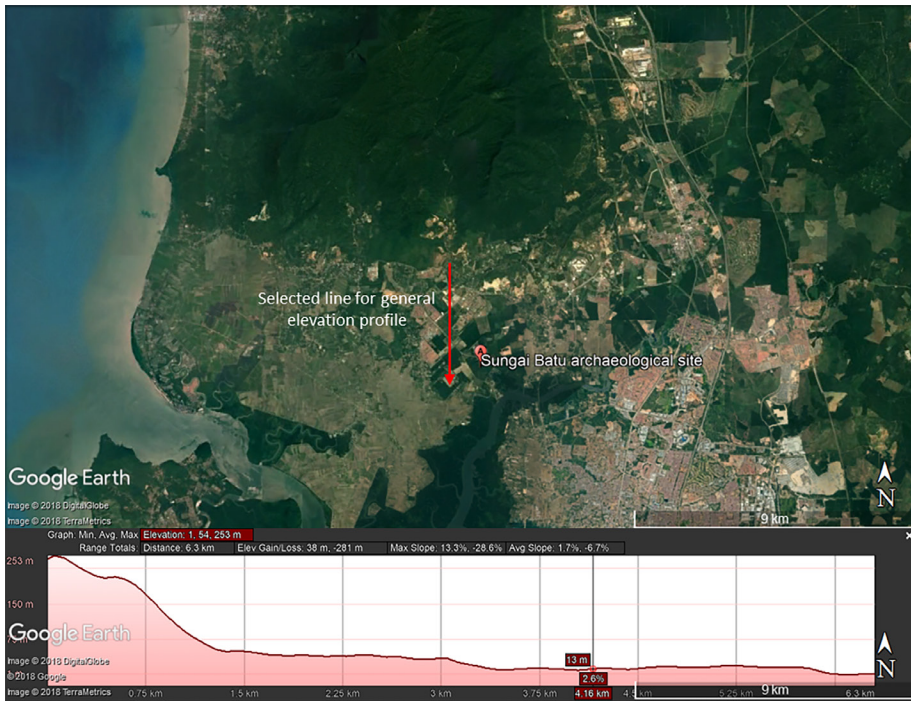 Selected line for general
elevation profile
Sungai Batu archaeological site
Google Earth
Image © 2018 DigitalGlobe
Image © 2018 TerraMetrics
N
9 km
Graph: Min, Avg, Max Elevation: 1, 54, 253 m
Range Totals: Distance: 6.3 km Elev Gain/Loss: 38 m, -281 m Max Slope: 13.3%, -28.6% Avg Slope: 1.7%, -6.7%
253 m
150 m
Google Earth
Image © 2018 DigitalGlobe
© 2018 Google
Image © 2018 TerraMetrics
13 m
2.6%
N
0.75 km 1.5 km 2.25 km 3 km 3.75 km 4.16 km 4.5 km 5.25 km 9 km 6.3 km